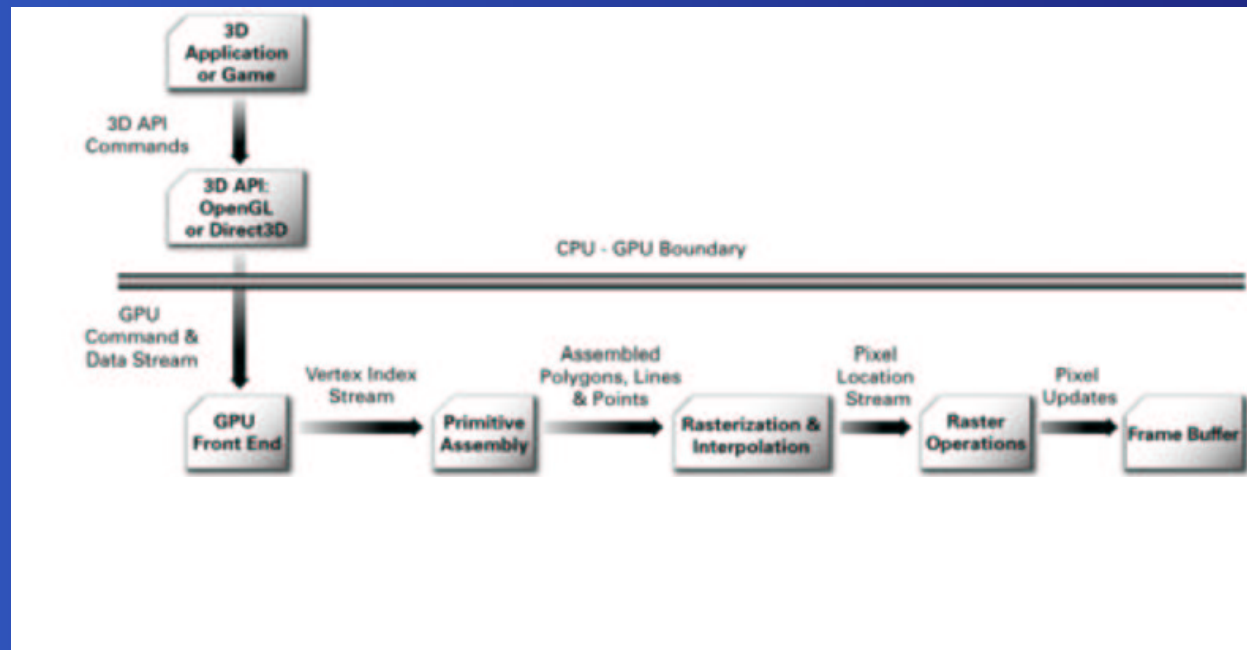 3D
Application
or Game
3D API
Commands
3D API:
OpenGL
or Direct3D
CPU - GPU Boundary
GPU
Command &
Data Stream
Vertex Index
Stream
Assembled
Polygons, Lines
& Points
Pixel
Location
Stream
Pixel
Updates
GPU
Front End
Primitive
Assembly
Rasterization &
Interpolation
Raster
Operations
Frame Buffer